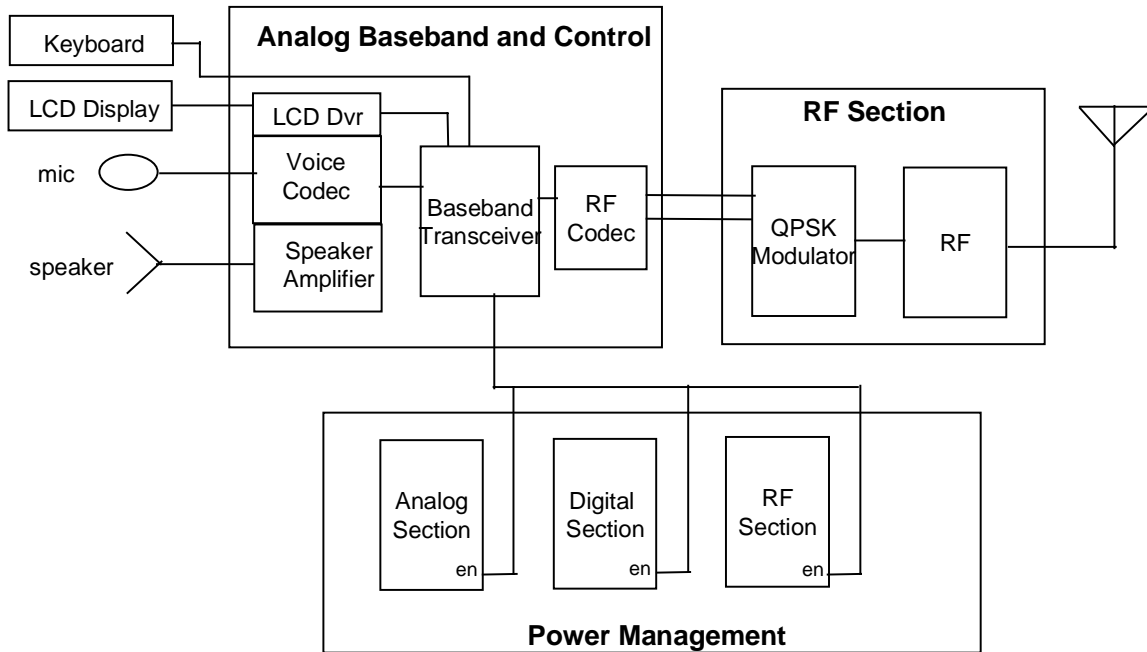 Keyboard
LCD Display
mic
speaker
Analog Baseband and Control
LCD Dvr
Voice
Codec
Speaker
Amplifier
Baseband
Transceiver
RF
Codec
RF Section
QPSK
Modulator
RF
Analog
Section
en
Digital
Section
en
RF
Section
en
Power Management